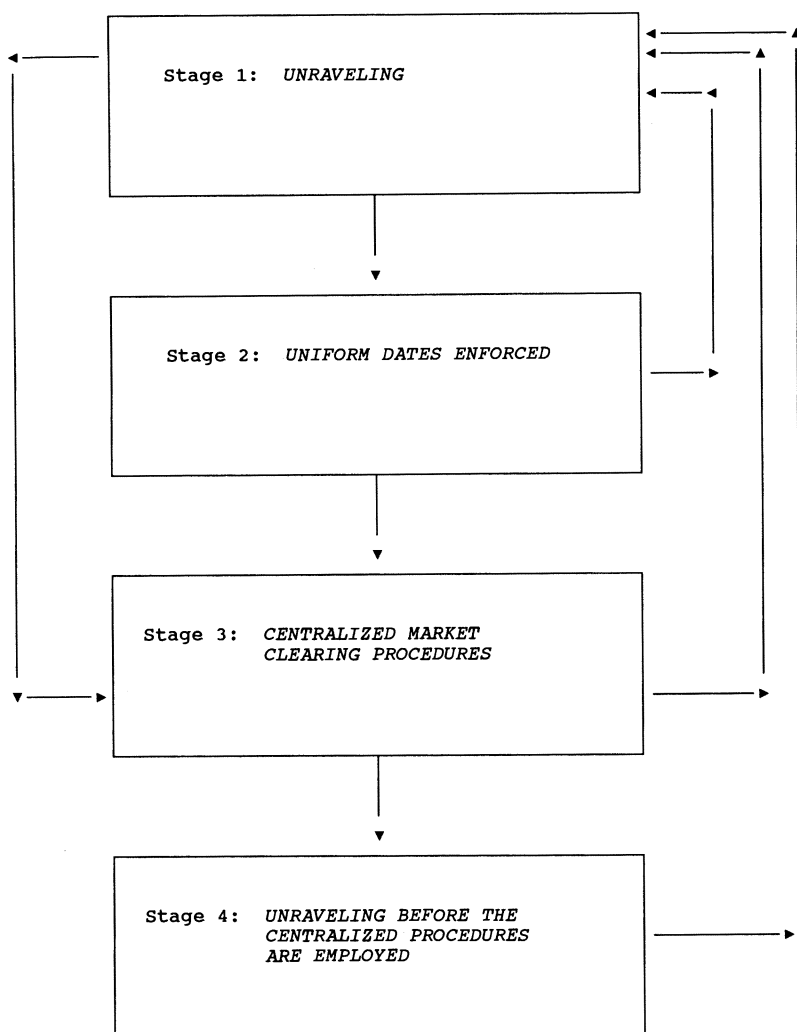 Stage 1: UNRAVELING
Stage 2: UNIFORM DATES ENFORCED
Stage 3: CENTRALIZED MARKET
CLEARING PROCEDURES
Stage 4: UNRAVELING BEFORE THE
CENTRALIZED PROCEDURES
ARE EMPLOYED